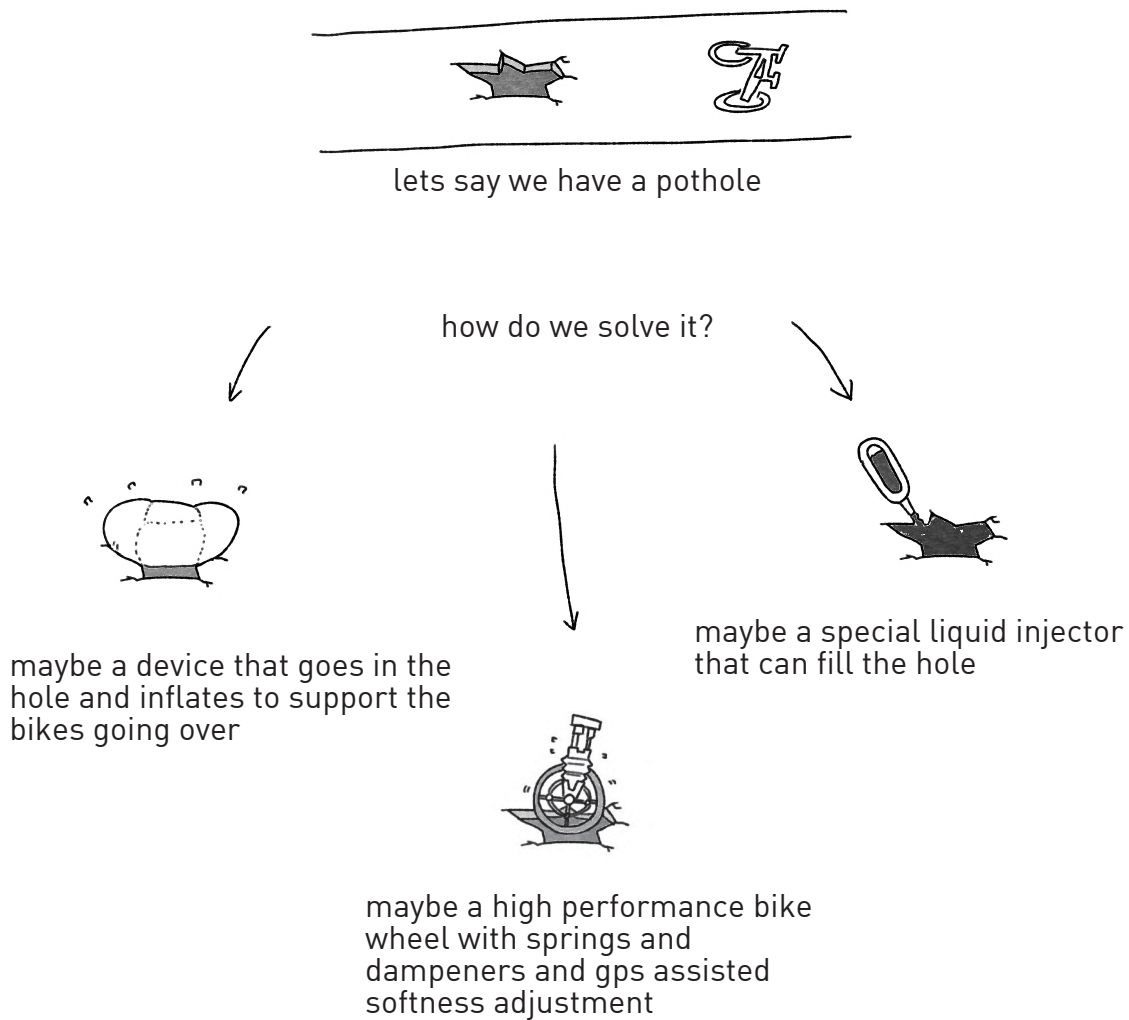 lets say we have a pothole
how do we solve it?
maybe a device that goes in the
hole and inflates to support the
bikes going over
maybe a special liquid injector
that can fill the hole
maybe a high performance bike
wheel with springs and
dampeners and gps assisted
softness adjustment